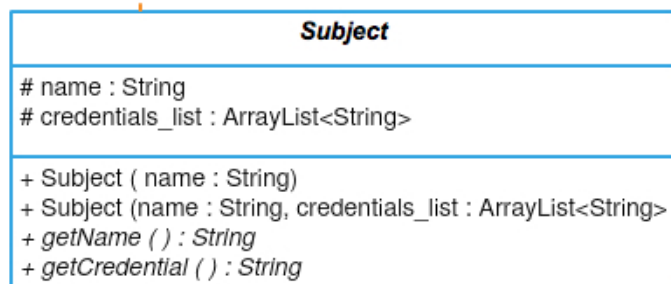 Subject
# name : String
# credentials_list : ArrayList<String>
+ Subject ( name : String)
+ Subject (name : String, credentials_list : ArrayList<String>
+ getName ( ) : String
+ getCredential ( ) : String